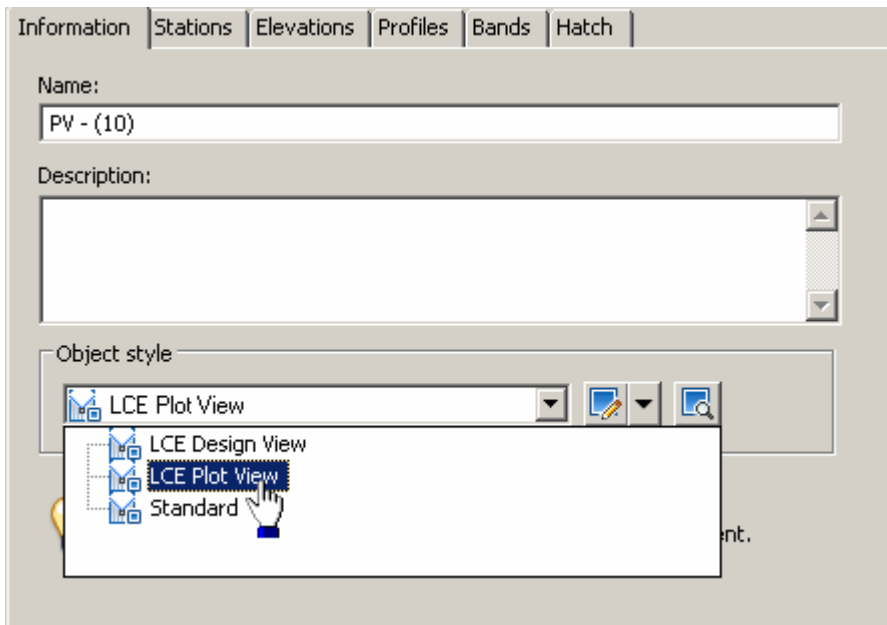 Information Stations Elevations Profiles Bands Hatch
Name:
PV - (10)
Description:
Object style
LCE Plot View
LCE Design View
LCE Plot View
Standard